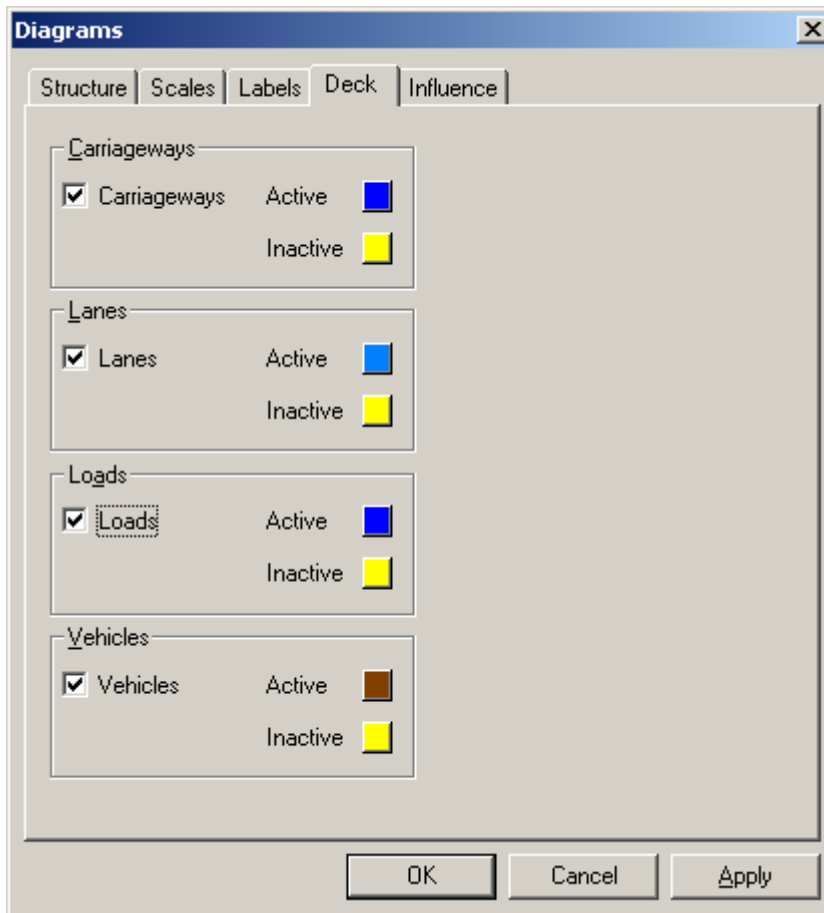 Diagrams
Structure Scales Labels Deck Influence
Carriageways
Carriageways Active
Inactive
Lanes
Lanes Active
Inactive
Loads
Loads Active
Inactive
Vehicles
Vehicles Active
Inactive
OK Cancel Apply